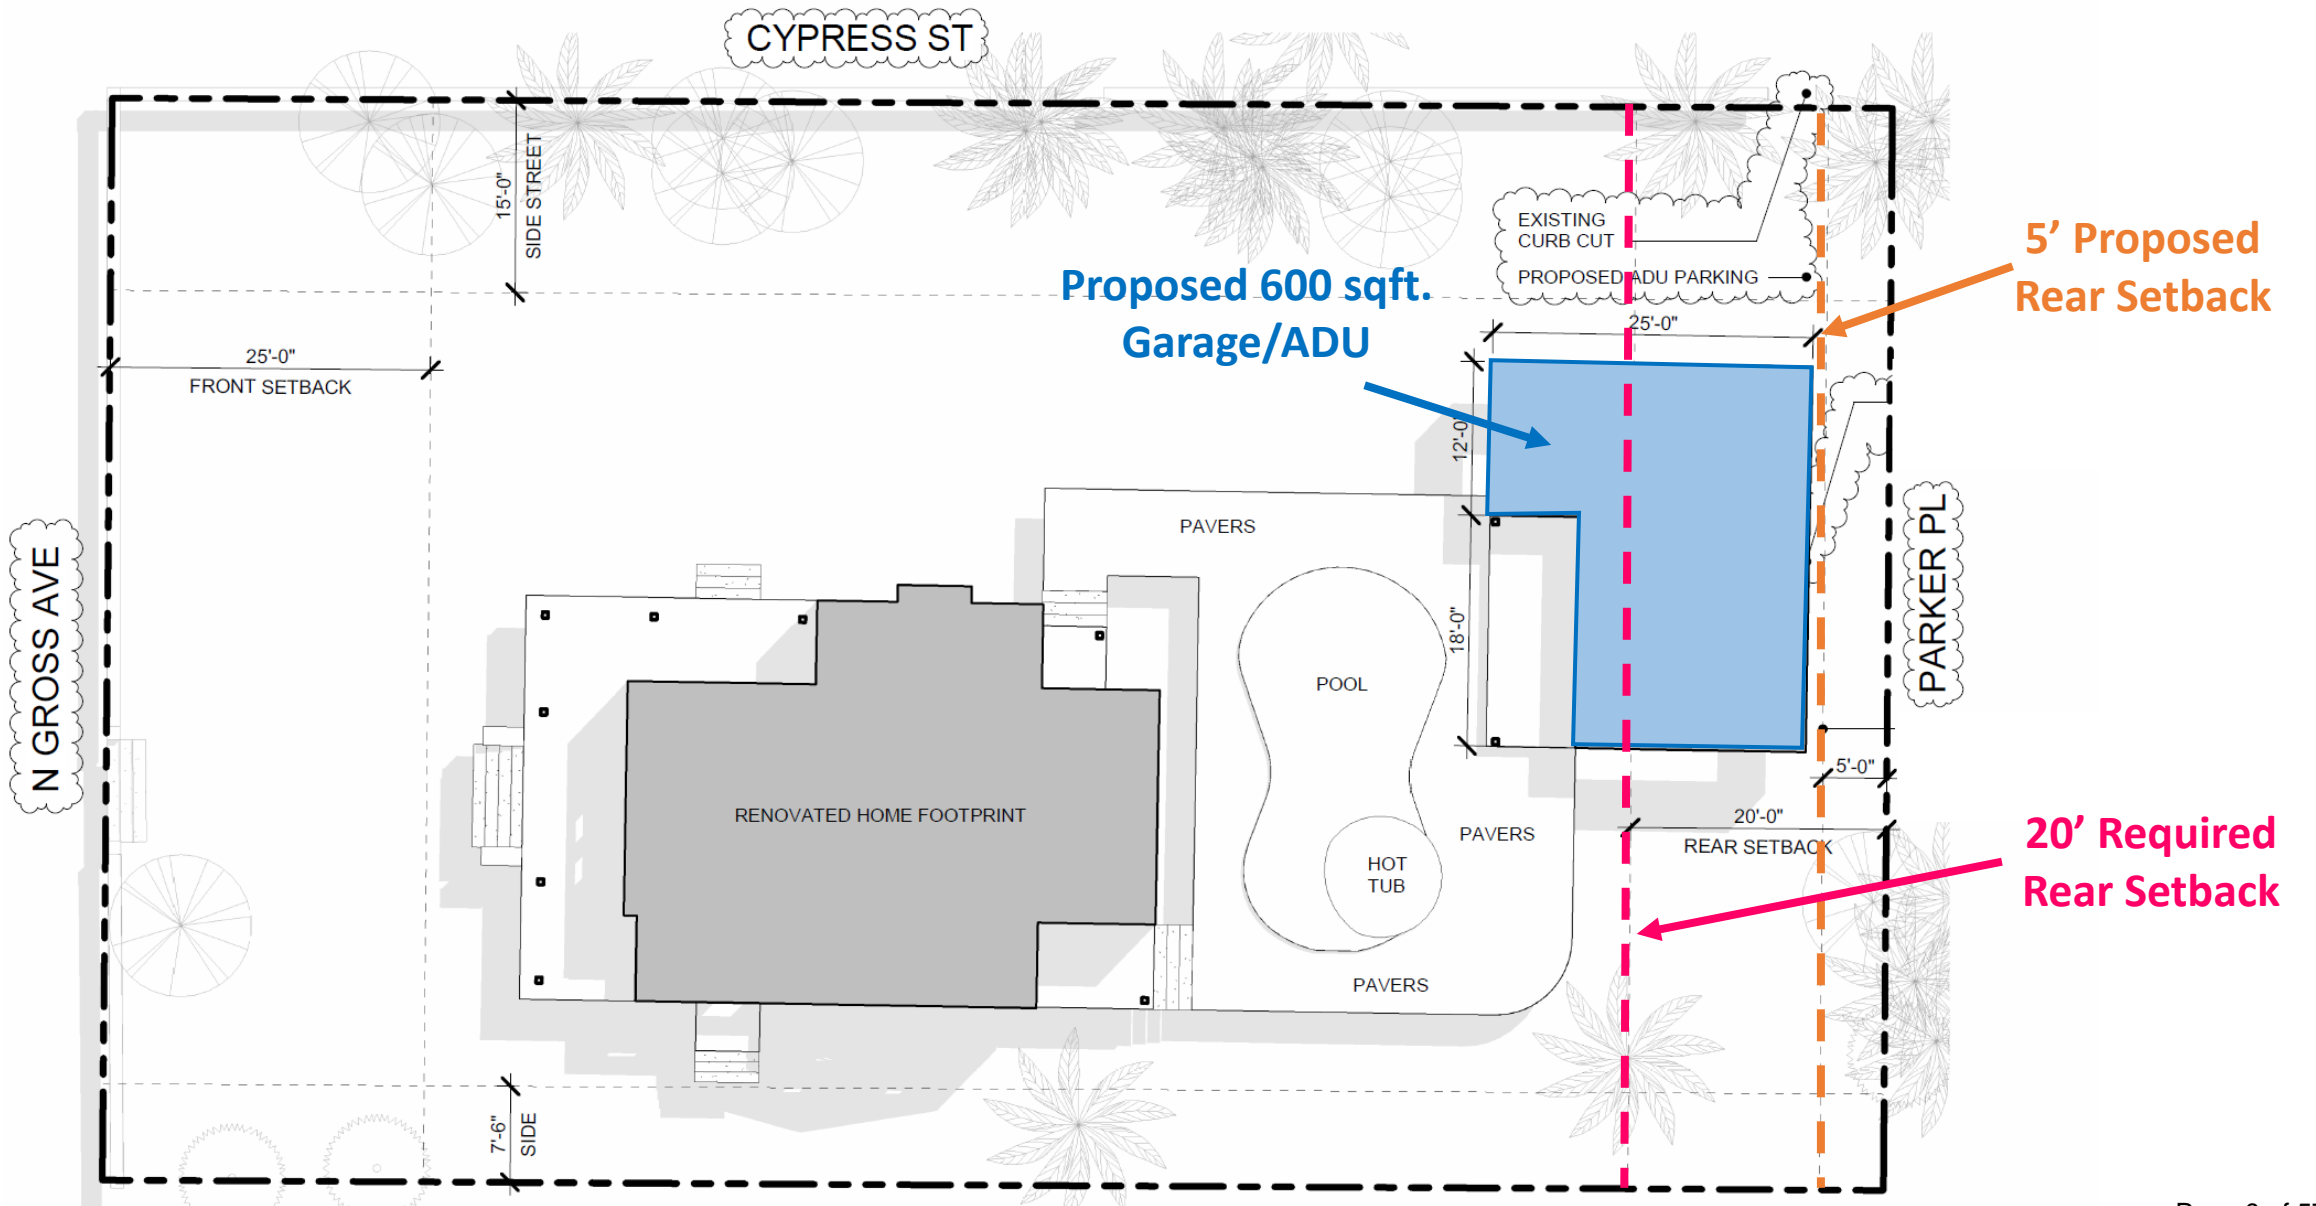 CYPRESS ST
15'-0"
SIDE STREET
EXISTING
CURB CUT
PROPOSED ADU PARKING
5’ Proposed
Rear Setback
Proposed 600 sqft.
Garage/ADU
25'-0"
25'-0"
FRONT SETBACK
12'-0"
PAVERS
N GROSS AVE
PARKER PL
18'-0"
POOL
5'-0"
RENOVATED HOME FOOTPRINT
20'-0"
REAR SETBACK
PAVERS
HOT
TUB
20’ Required
Rear Setback
PAVERS
7'-6"
SIDE